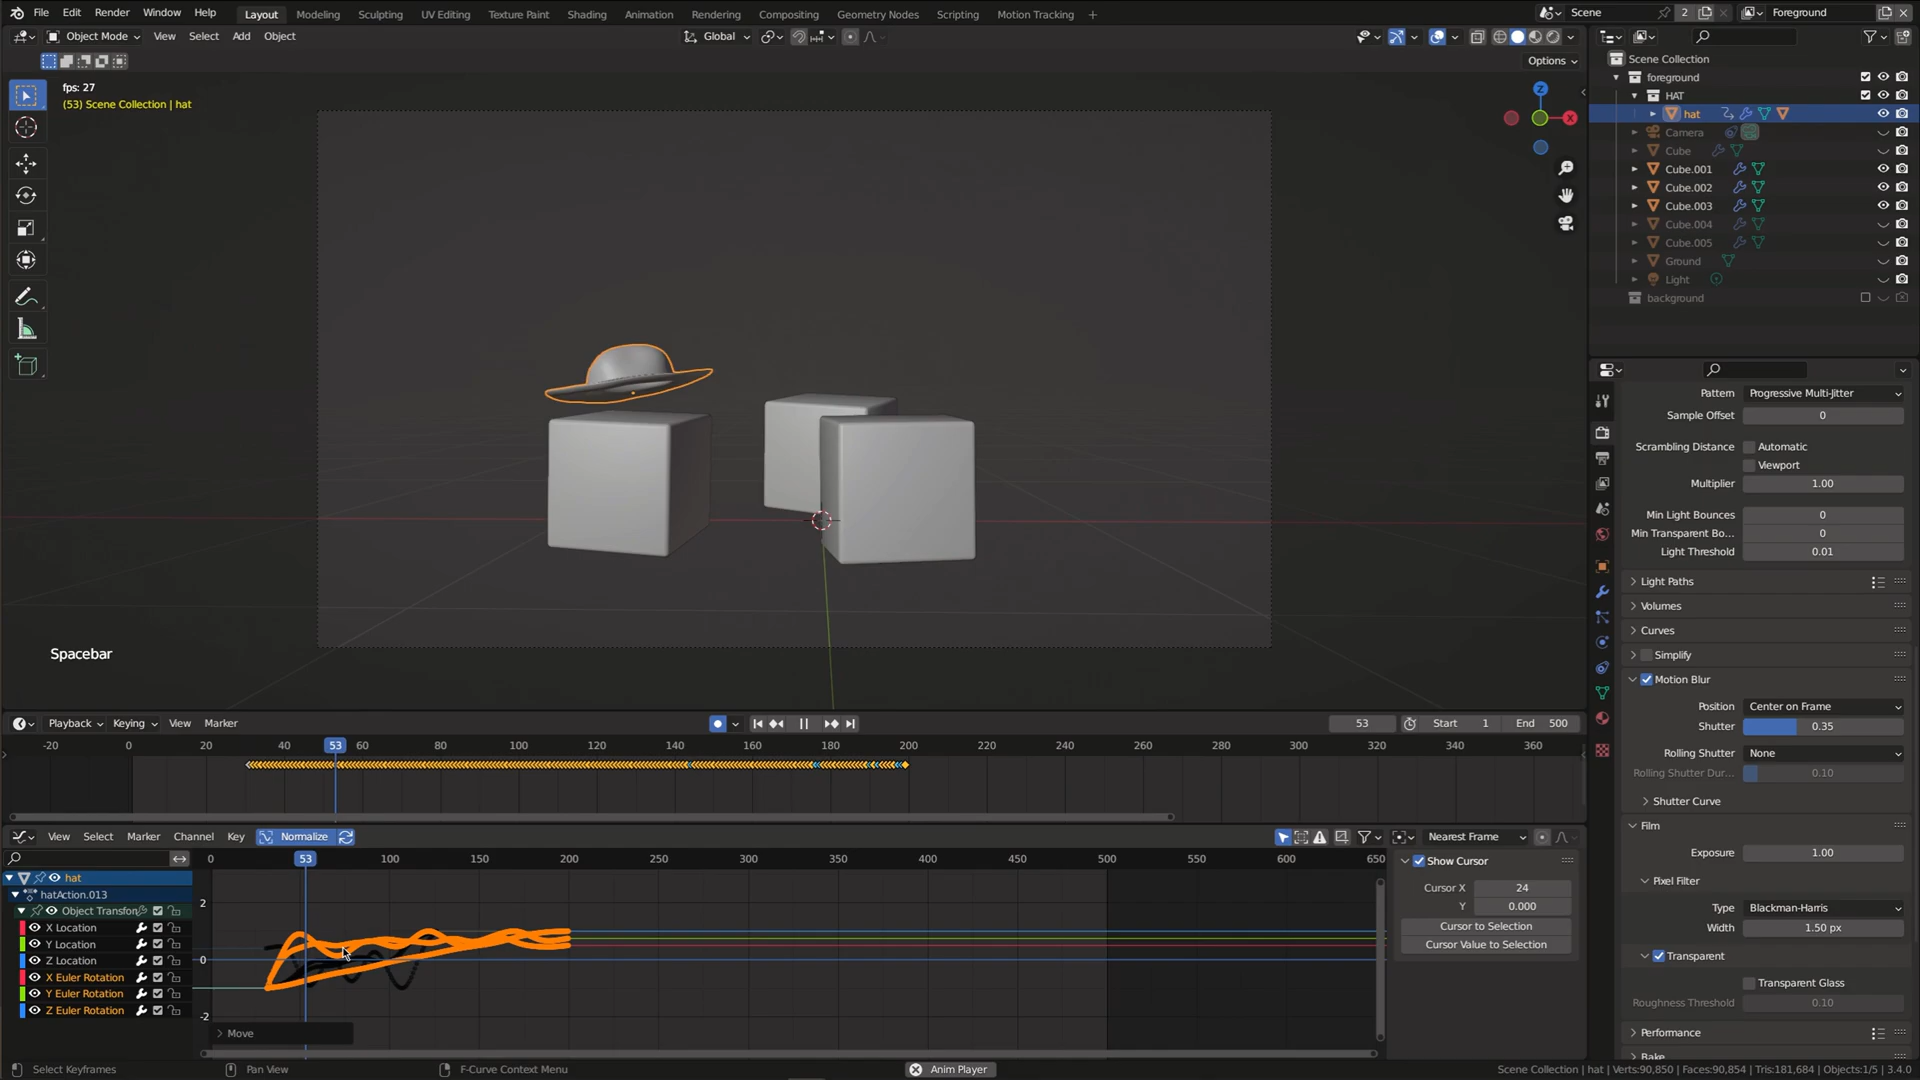 File Edit Render Window Help Layout Modeling Sculpting UV Editing Texture Paint Shading Animation Rendering Compositing Geometry Nodes Scripting Motion Tracking + Scene 2 Foreground
Object Mode View Select Add Object Global
Options
fps: 27
(53) Scene Collection | hat
Z
X
Spacebar
Scene Collection
foreground
HAT
hat
Camera
Cube
Cube.001
Cube.002
Cube.003
Cube.004
Cube.005
Ground
Light
background
Pattern Progressive Multi-Jitter
Sample Offset 0
Scrambling Distance Automatic
Viewport
Multiplier 1.00
Min Light Bounces 0
Min Transparent Bo... 0
Light Threshold 0.01
Light Paths
Volumes
Curves
Simplify
Motion Blur
Position Center on Frame
Shutter 0.35
Rolling Shutter None
Rolling Shutter Dur... 0.10
Shutter Curve
Film
Exposure 1.00
Pixel Filter
Type Blackman-Harris
Width 1.50 px
Transparent
Transparent Glass
Roughness Threshold 0.10
Performance
Bake
Playback Keying View Marker 53 Start 1 End 500
-20 0 20 40 53 60 80 100 120 140 160 180 200 220 240 260 280 300 320 340 360
View Select Marker Channel Key Normalize Nearest Frame
0 53 100 150 200 250 300 350 400 450 500 550 600 650
hat
hatAction.013
Object Transfor
X Location
Y Location
Z Location
X Euler Rotation
Y Euler Rotation
Z Euler Rotation
2
0
-2
Move
Show Cursor
Cursor X 24
Y 0.000
Cursor to Selection
Cursor Value to Selection
Select Keyframes Pan View F-Curve Context Menu Anim Player Scene Collection | hat | Verts:90,850 | Faces:90,854 | Tris:181,684 | Objects:1/5 | 3.4.0